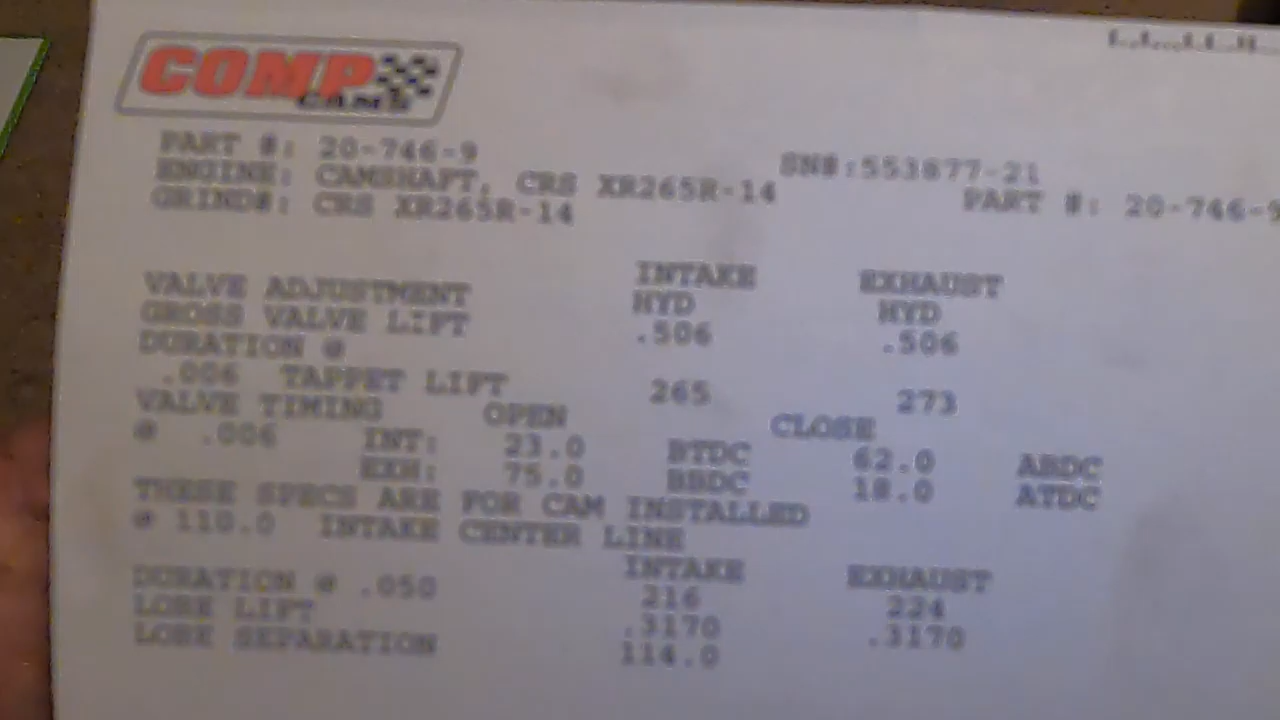 COMP
CAMS
PART #: 20-746-9
SN#:553877-21
ENGINE: CAMSHAFT, CRS XR265R-14
PART #: 20-746-9
GRIND#: CRS XR265R-14
INTAKE EXHAUST
VALVE ADJUSTMENT HYD HYD
GROSS VALVE LIFT .506 .506
DURATION @
.006 TAPPET LIFT 265 273
VALVE TIMING OPEN CLOSE
@ .006 INT: 23.0 BTDC 62.0 ABDC
EXH: 75.0 BBDC 18.0 ATDC
THESE SPECS ARE FOR CAM INSTALLED
@ 110.0 INTAKE CENTER LINE
INTAKE EXHAUST
DURATION @ .050 216 224
LOBE LIFT .3170 .3170
LOBE SEPARATION 114.0